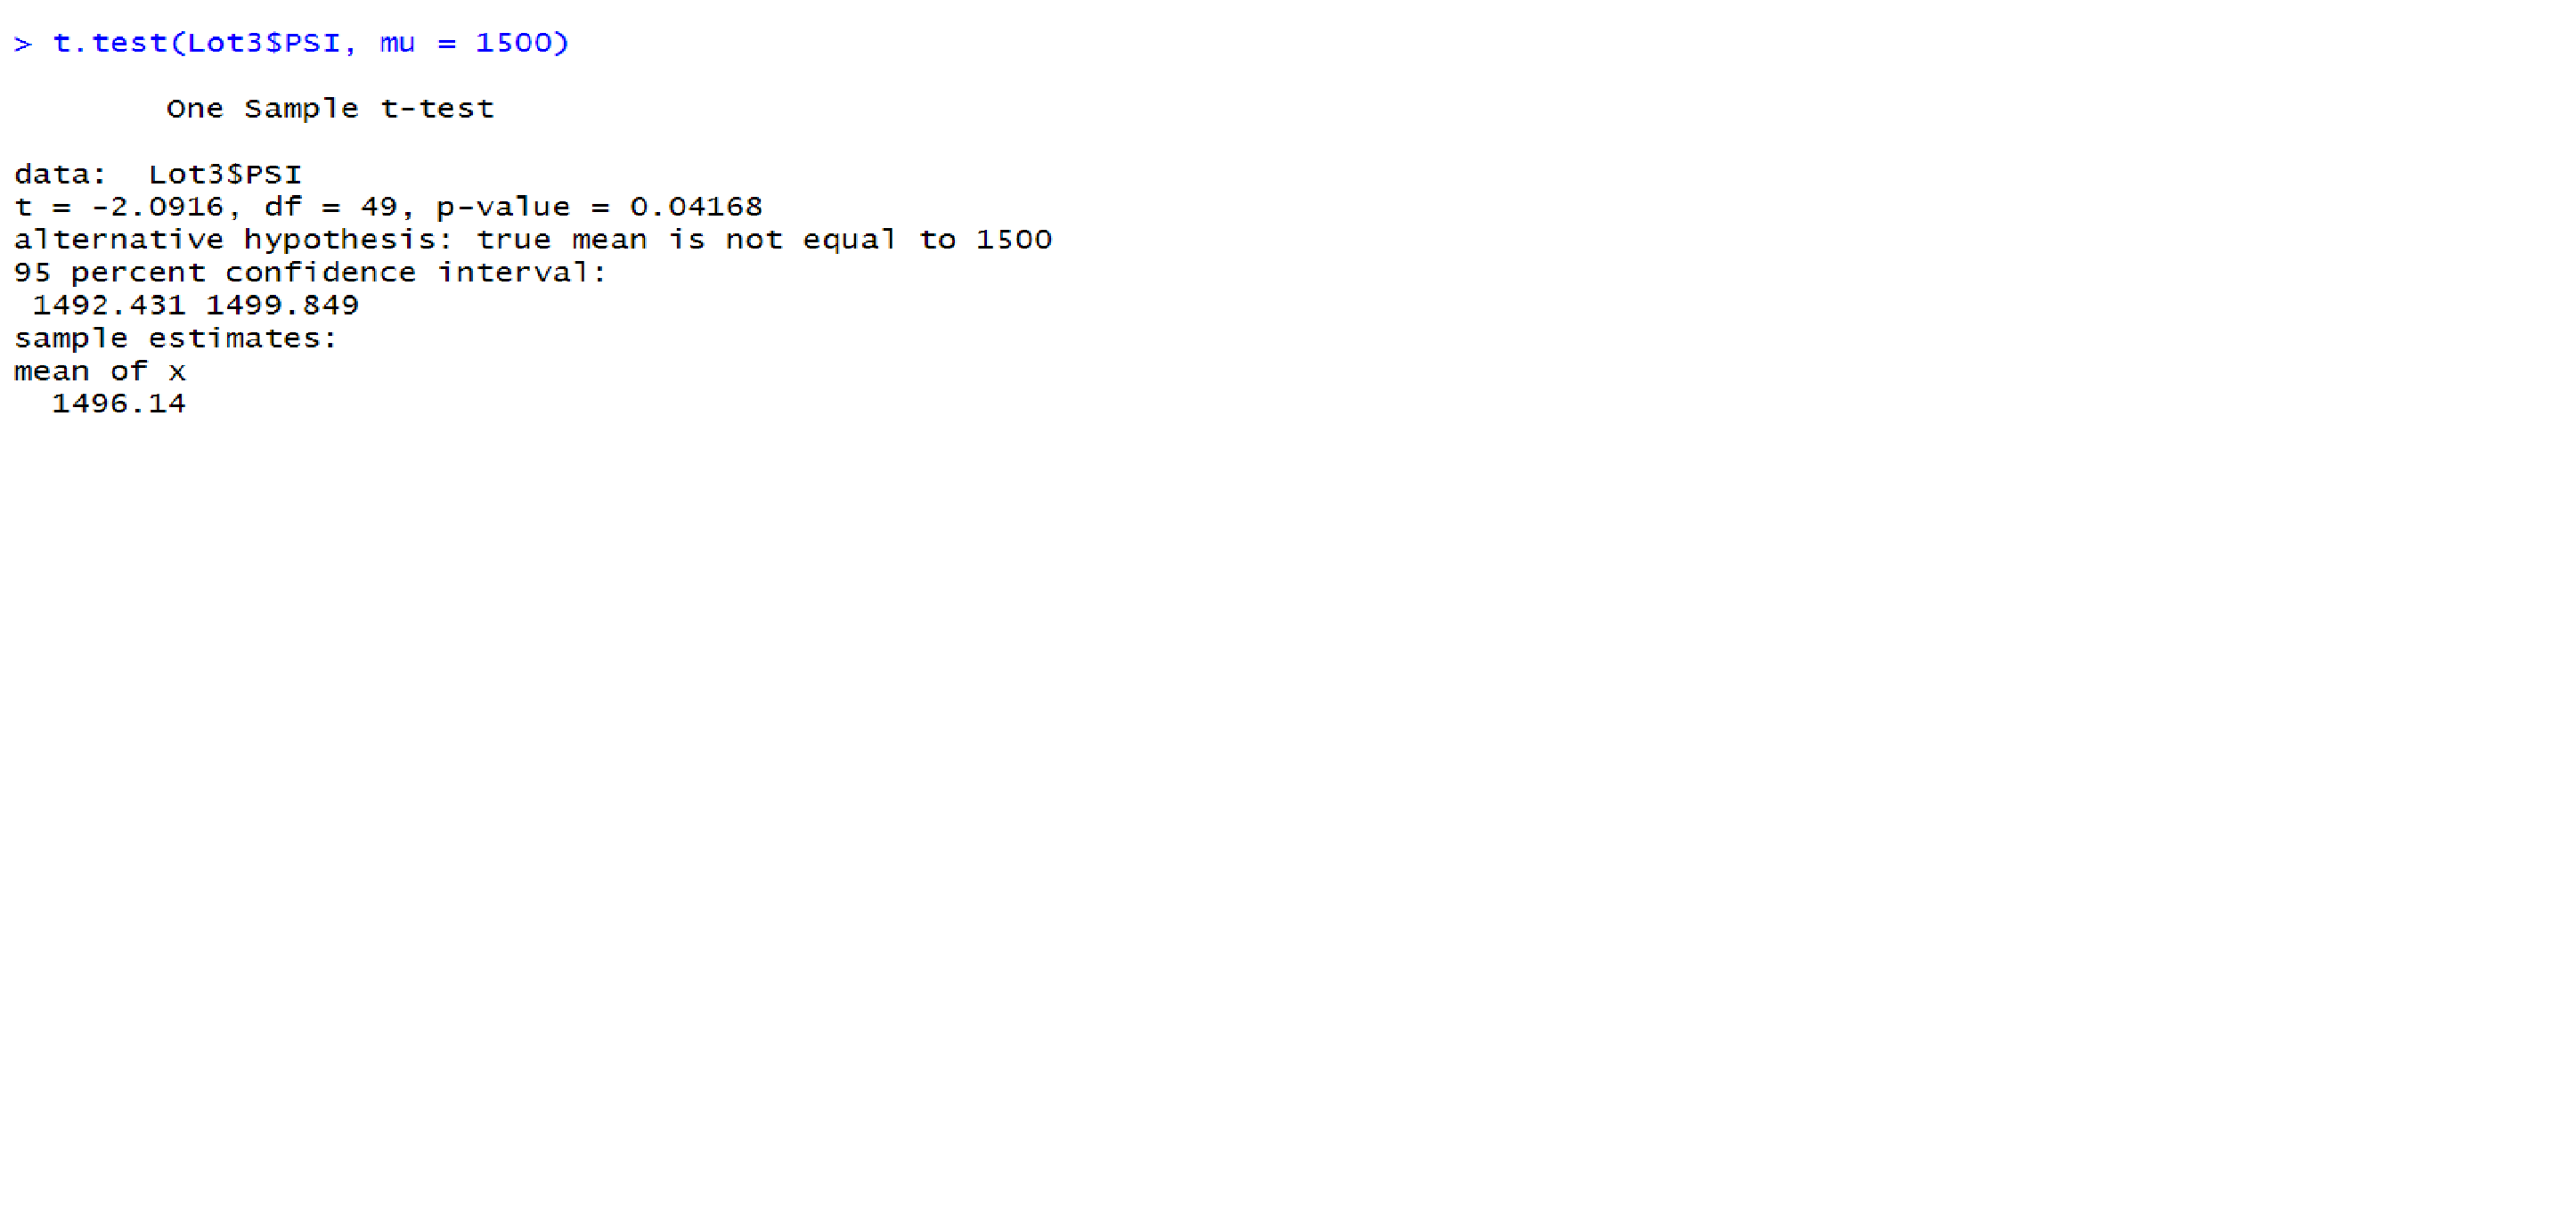 > t.test(Lot3$PSI, mu = 1500)
One Sample t-test
data:  Lot3$PSI
t = -2.0916, df = 49, p-value = 0.04168
alternative hypothesis: true mean is not equal to 1500
95 percent confidence interval:
1492.431 1499.849
sample estimates:
mean of x
1496.14